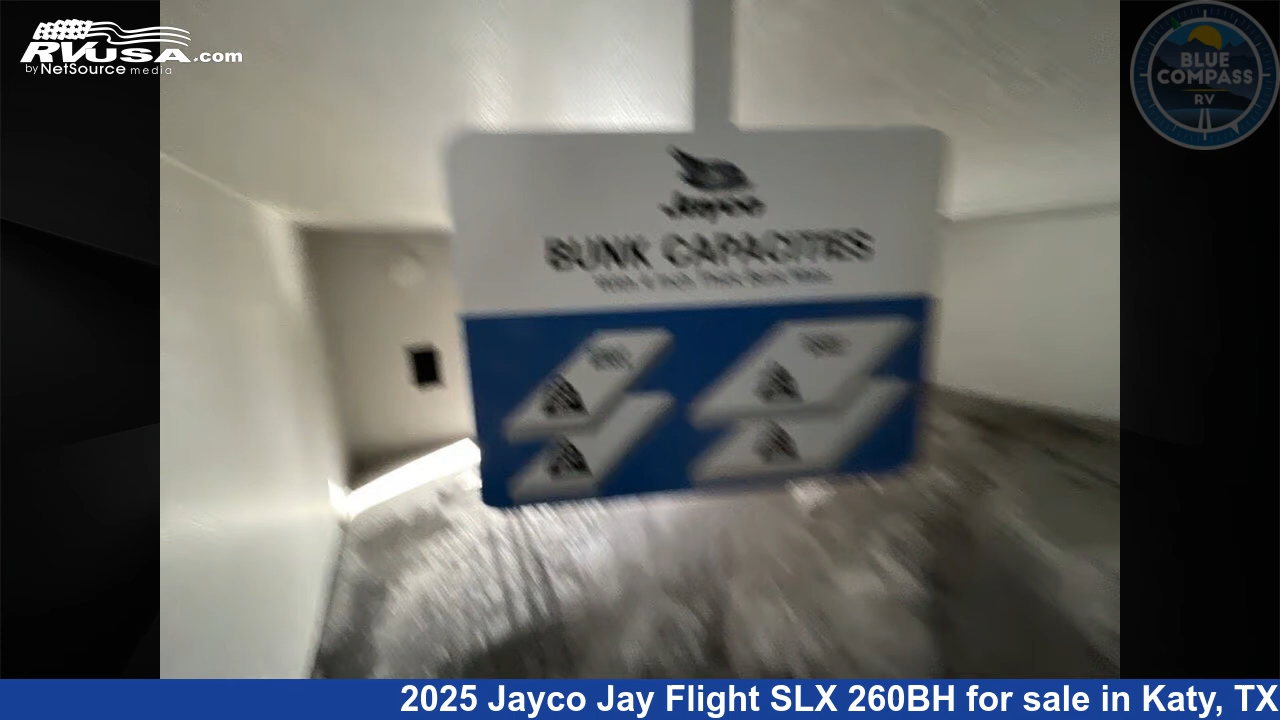 RVUSA.com
by NetSource media
BLUE
COMPASS
RV
Jayco
BUNK CAPACITIES
2025 Jayco Jay Flight SLX 260BH for sale in Katy, TX